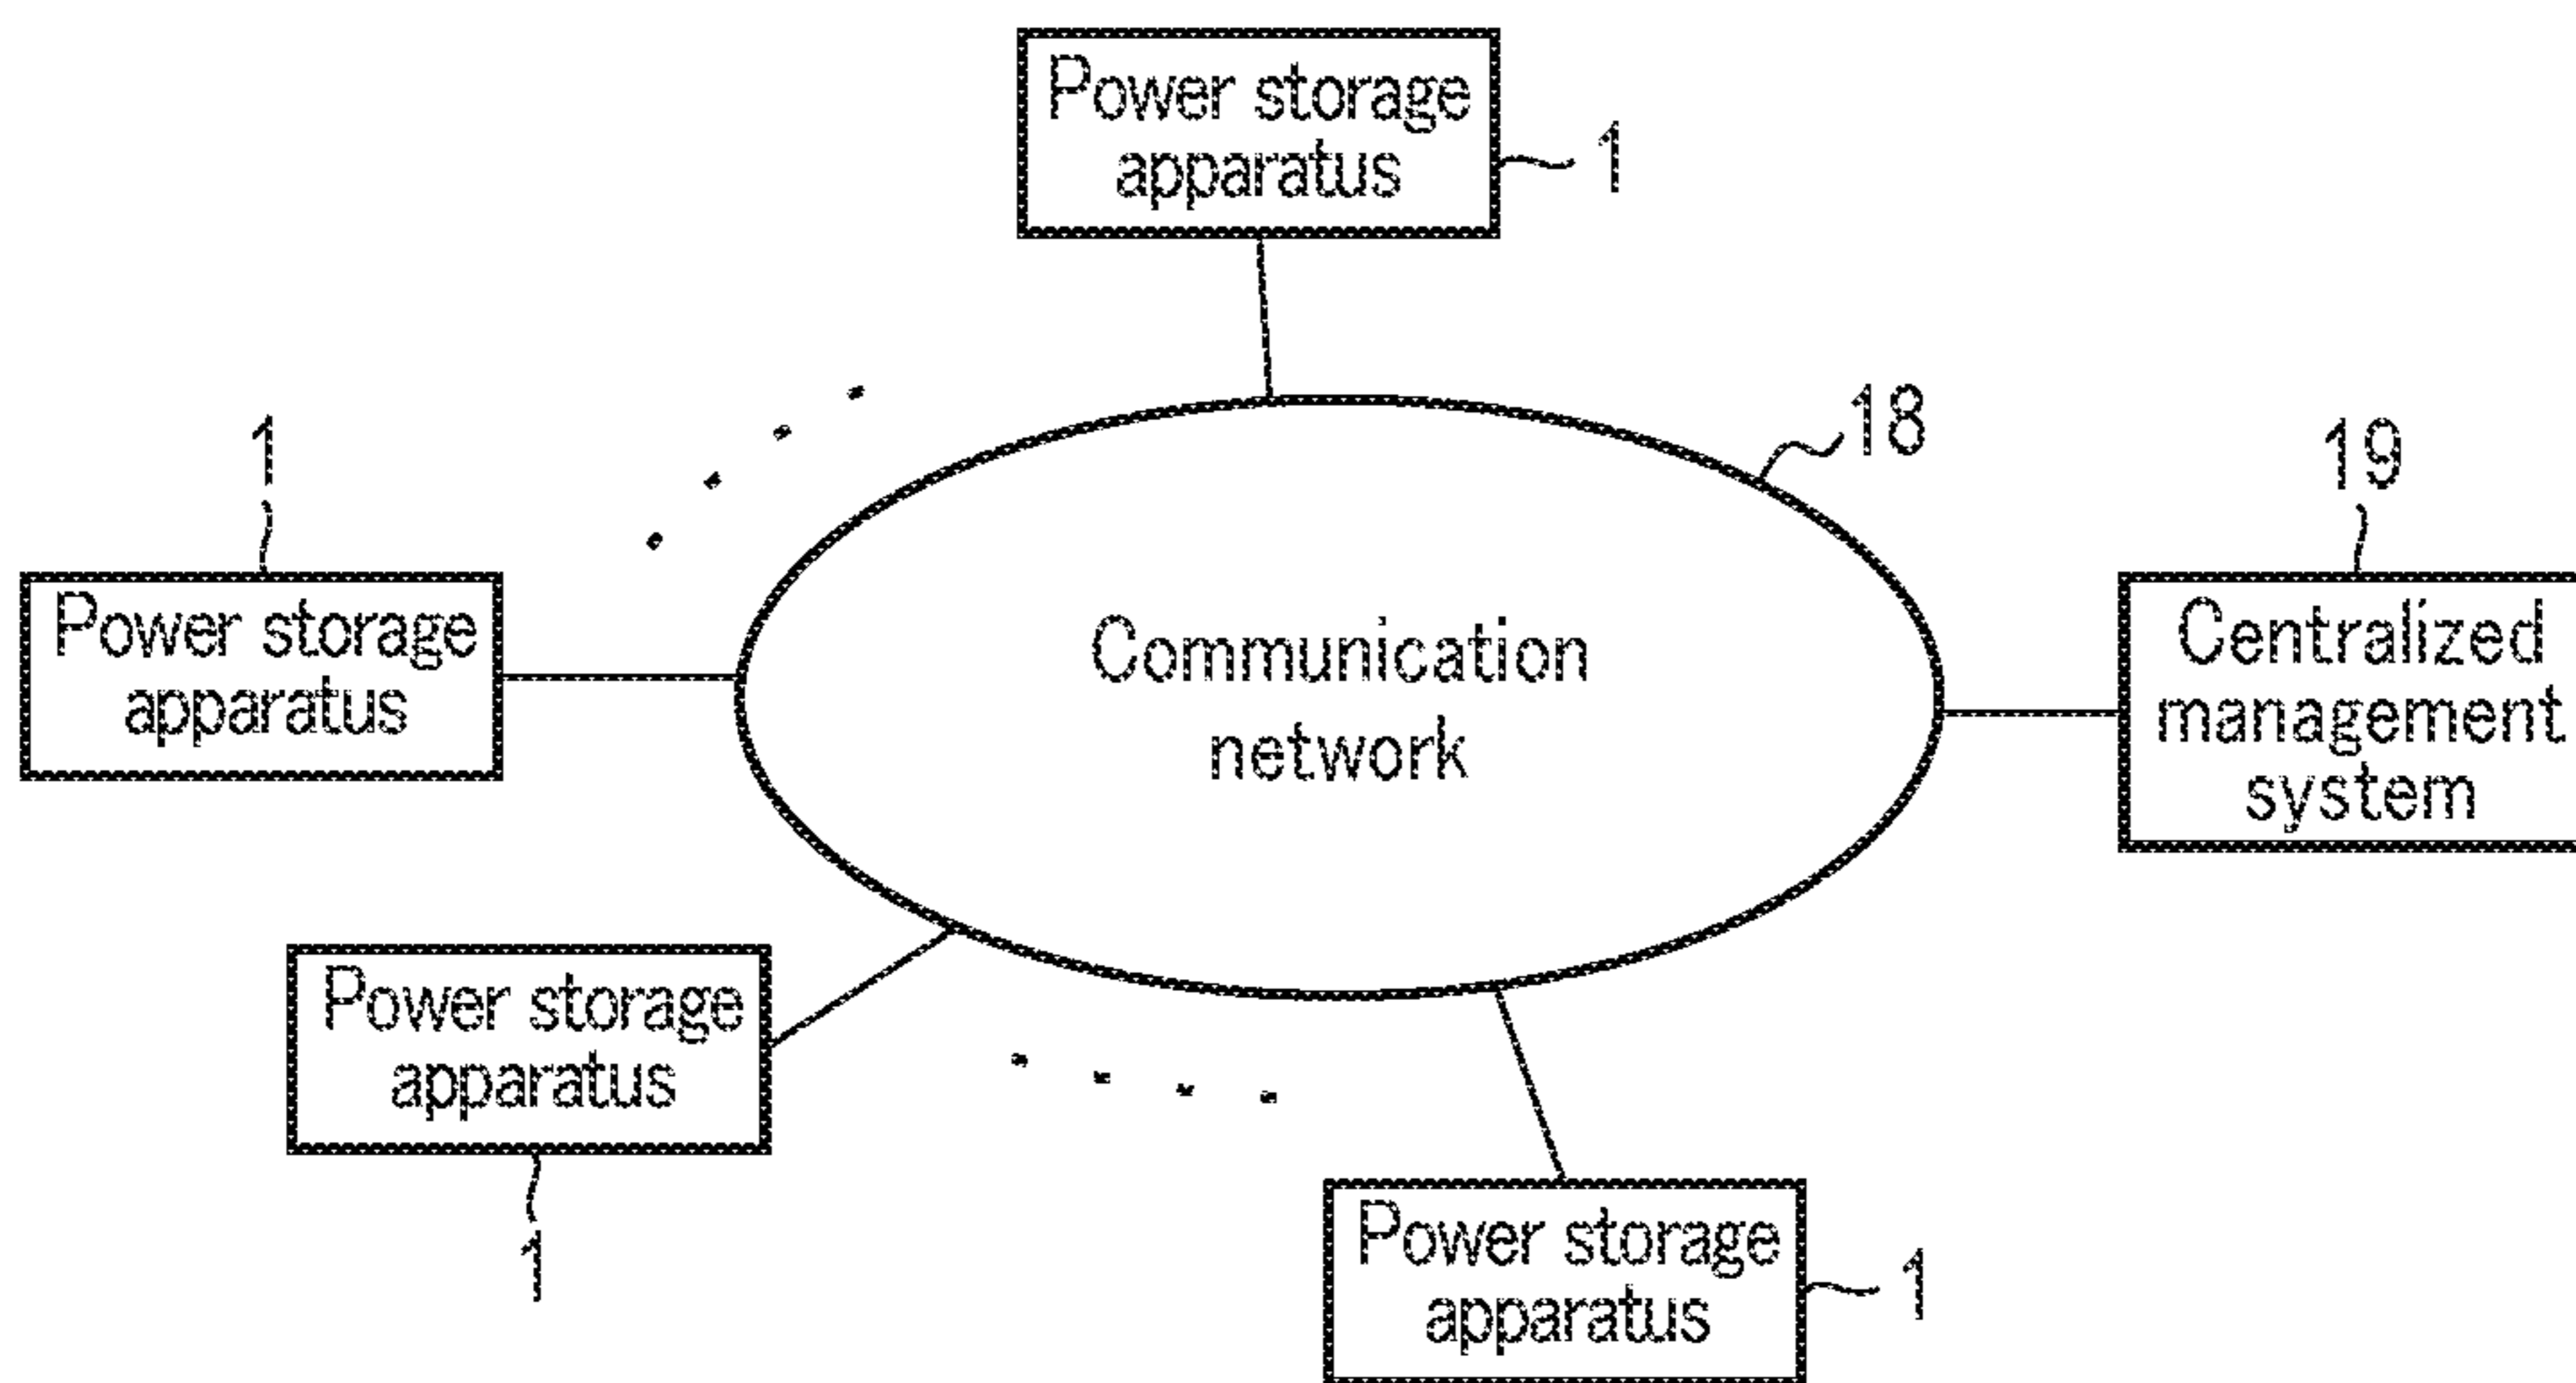 Power storage
apparatus
1
18
1
19
Power storage
apparatus
Communication
network
Centralized
management
system
Power storage
apparatus
1
Power storage
apparatus
1